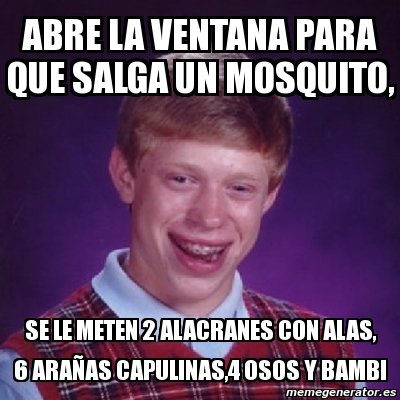 ABRE LA VENTANA PARA
QUE SALGA UN MOSQUITO,
SE LE METEN 2 ALACRANES CON ALAS,
6 ARAÑAS CAPULINAS,4 OSOS Y BAMBI
memegenerator.es